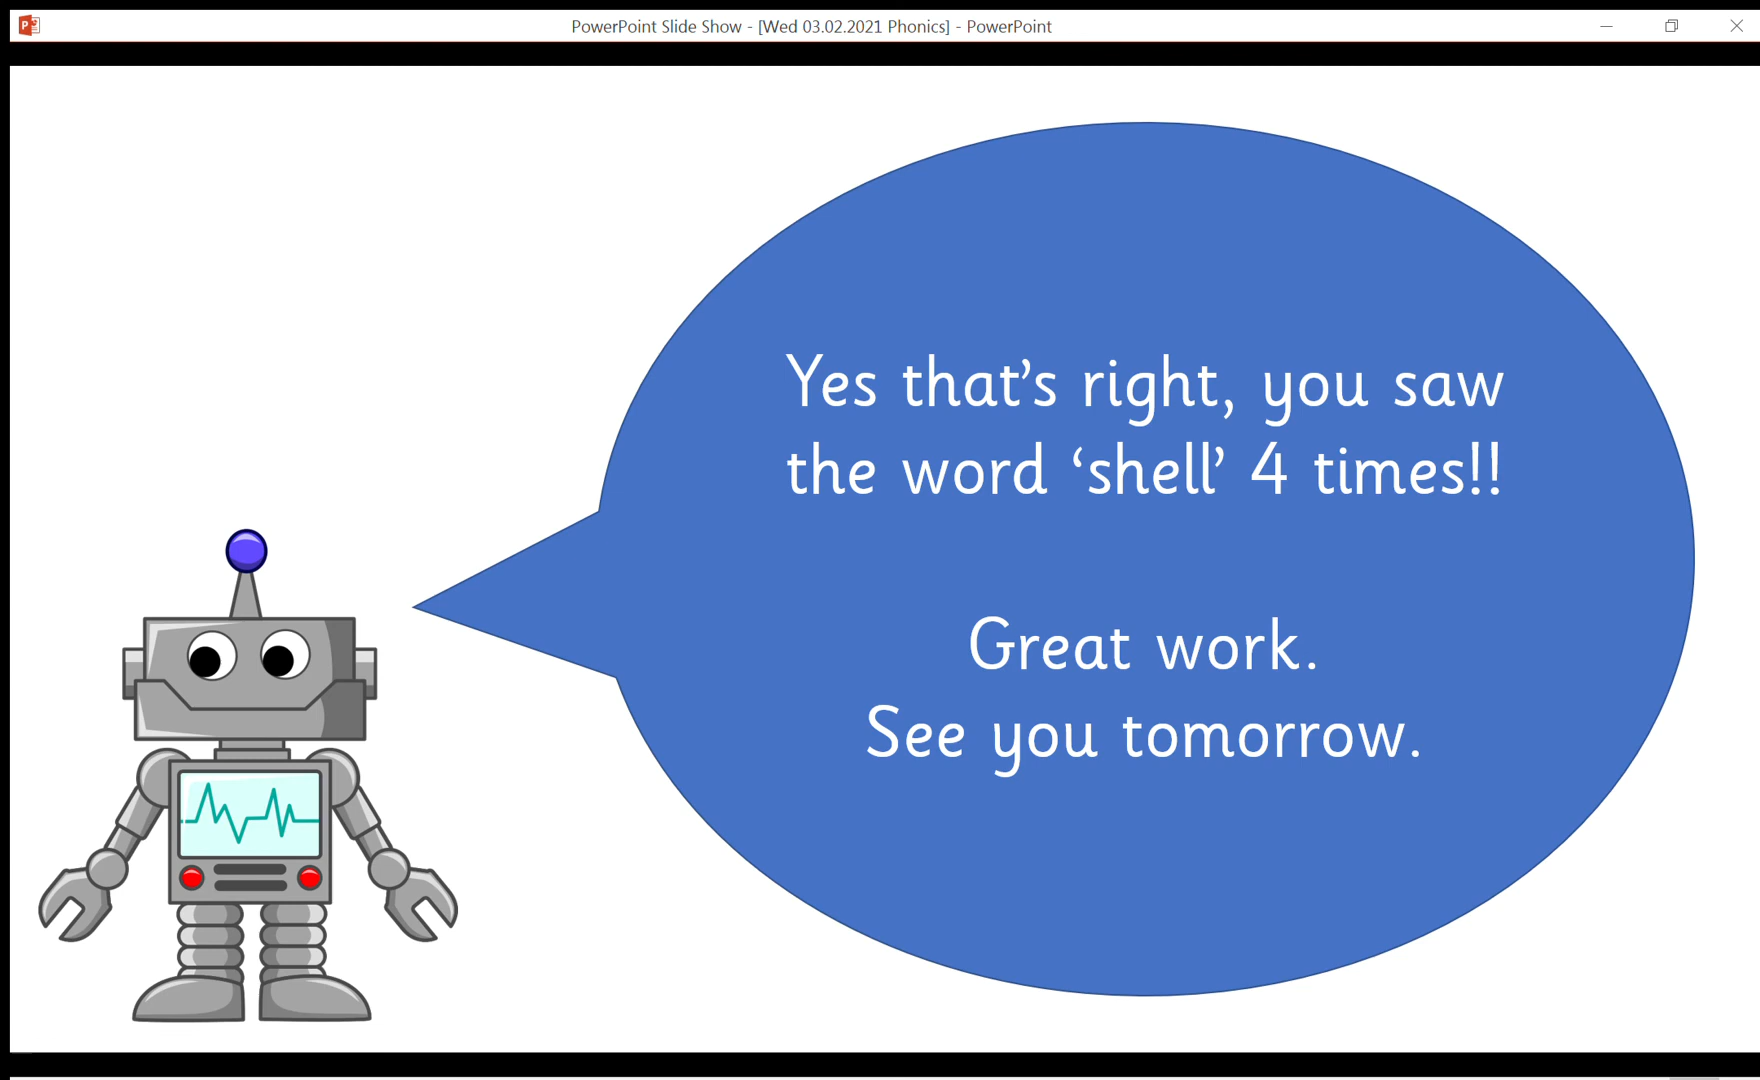 PowerPoint Slide Show - [Wed 03.02.2021 Phonics] - PowerPoint
Yes that’s right, you saw
the word ‘shell’ 4 times!!
Great work.
See you tomorrow.